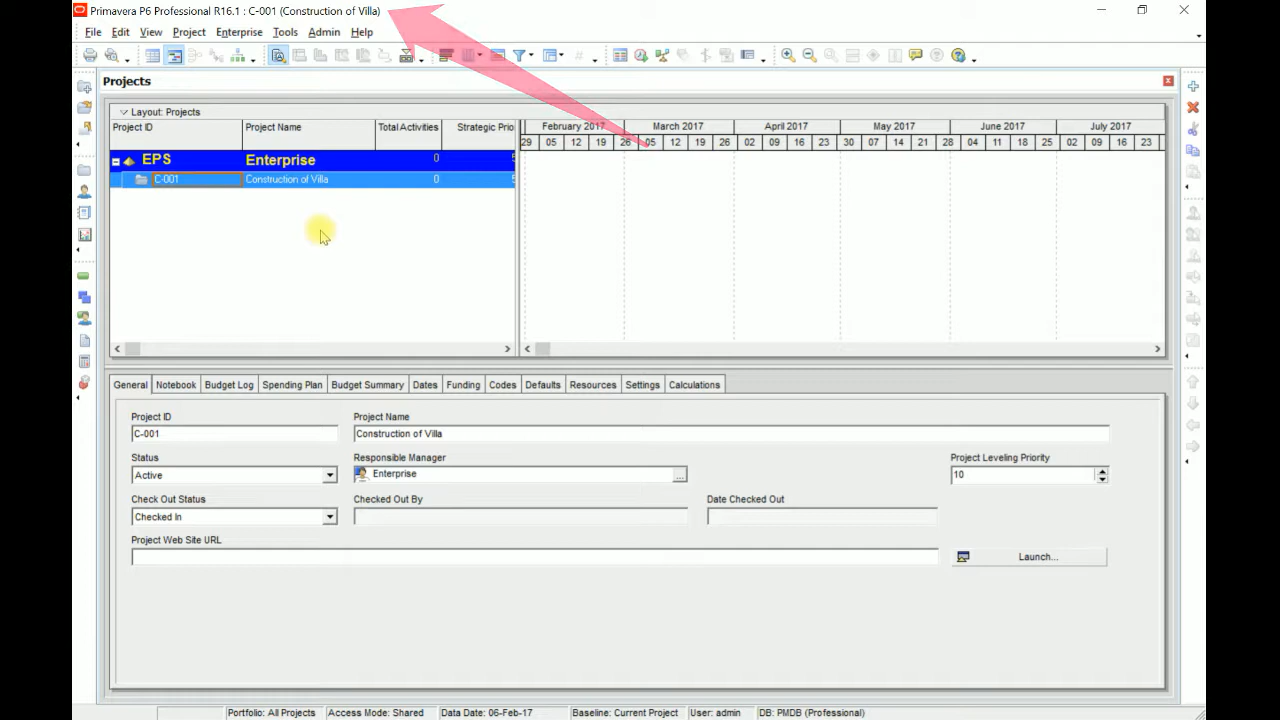 Primavera P6 Professional R16.1 : C-001 (Construction of Villa)
File Edit View Project Enterprise Tools Admin Help
Projects
Layout: Projects
Project ID Project Name Total Activities Strategic Prio
February 2017 March 2017 April 2017 May 2017 June 2017 July 2017
29 05 12 19 26 05 12 19 26 02 09 16 23 30 07 14 21 28 04 11 18 25 02 09 16 23
EPS Enterprise 0 5
C-001 Construction of Villa 0 5
General Notebook Budget Log Spending Plan Budget Summary Dates Funding Codes Defaults Resources Settings Calculations
Project ID Project Name
C-001 Construction of Villa
Status Responsible Manager Project Leveling Priority
Active Enterprise ... 10
Check Out Status Checked Out By Date Checked Out
Checked In
Project Web Site URL
Launch...
Portfolio: All Projects Access Mode: Shared Data Date: 06-Feb-17 Baseline: Current Project User: admin DB: PMDB (Professional)